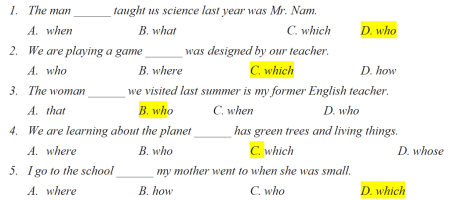 1. The man ______ taught us science last year was Mr. Nam.
A. when B. what C. which D. who
2. We are playing a game ______ was designed by our teacher.
A. who B. where C. which D. how
3. The woman ______ we visited last summer is my former English teacher.
A. that B. who C. when D. who
4. We are learning about the planet ______ has green trees and living things.
A. where B. who C. which D. whose
5. I go to the school ______ my mother went to when she was small.
A. where B. how C. who D. which